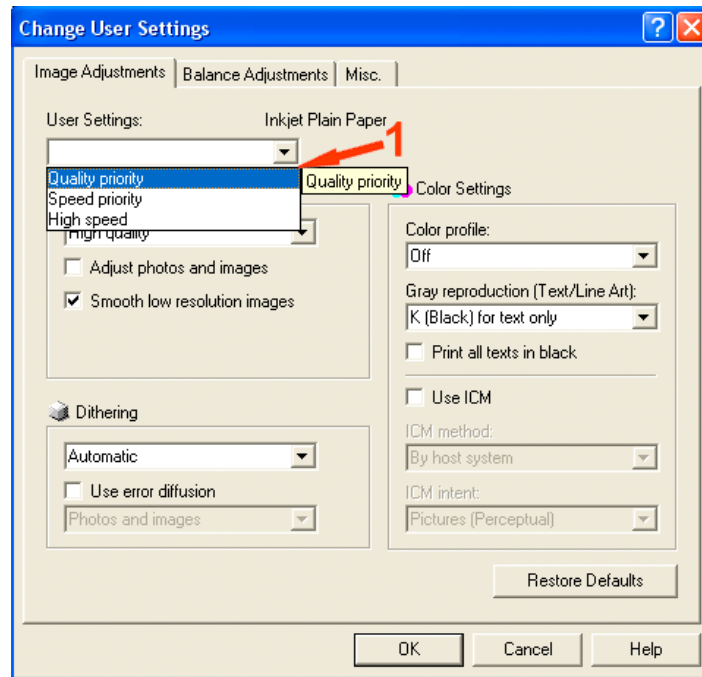 Change User Settings
Image Adjustments
Balance Adjustments
Misc.
User Settings:
Inkjet Plain Paper
1
Quality priority
Speed priority
High speed
Quality priority
High quality
Adjust photos and images
Smooth low resolution images
Dithering
Automatic
Use error diffusion
Photos and images
Color Settings
Color profile:
Off
Gray reproduction (Text/Line Art):
K (Black) for text only
Print all texts in black
Use ICM
ICM method:
By host system
ICM intent:
Pictures (Perceptual)
Restore Defaults
OK
Cancel
Help